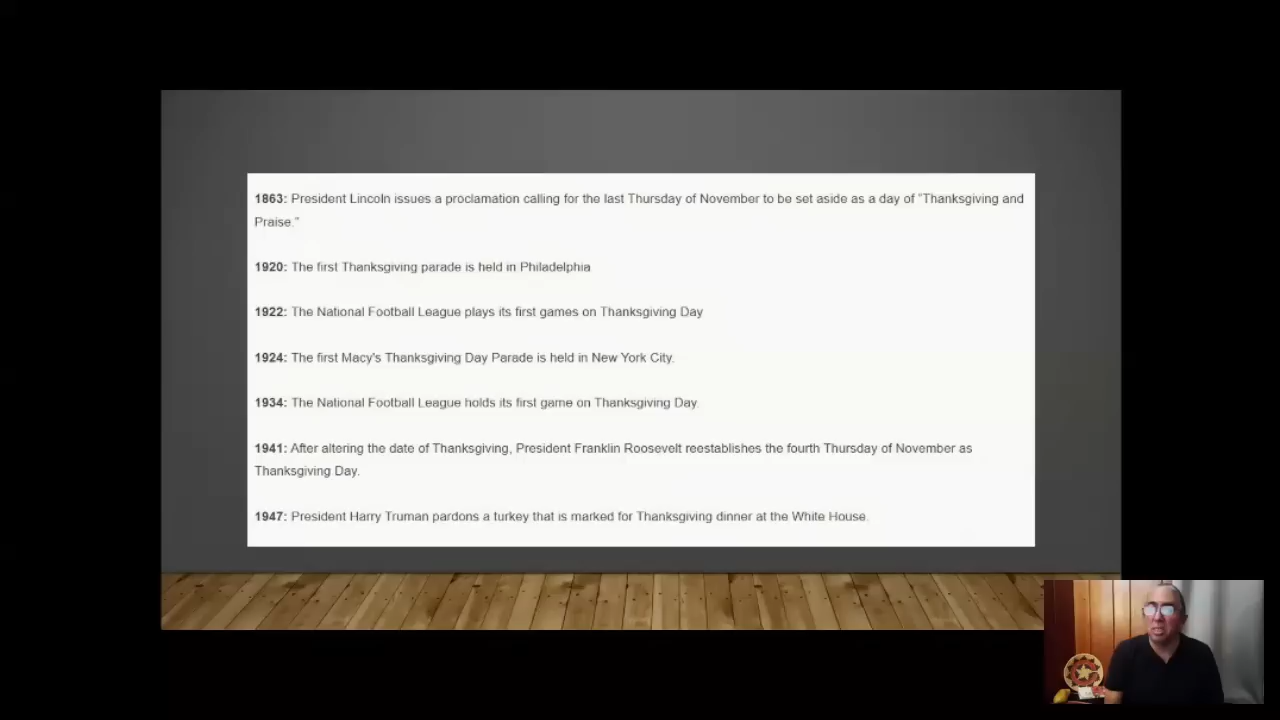 1863: President Lincoln issues a proclamation calling for the last Thursday of November to be set aside as a day of "Thanksgiving and
Praise."
1920: The first Thanksgiving parade is held in Philadelphia
1922: The National Football League plays its first games on Thanksgiving Day
1924: The first Macy's Thanksgiving Day Parade is held in New York City.
1934: The National Football League holds its first game on Thanksgiving Day.
1941: After altering the date of Thanksgiving, President Franklin Roosevelt reestablishes the fourth Thursday of November as
Thanksgiving Day.
1947: President Harry Truman pardons a turkey that is marked for Thanksgiving dinner at the White House.